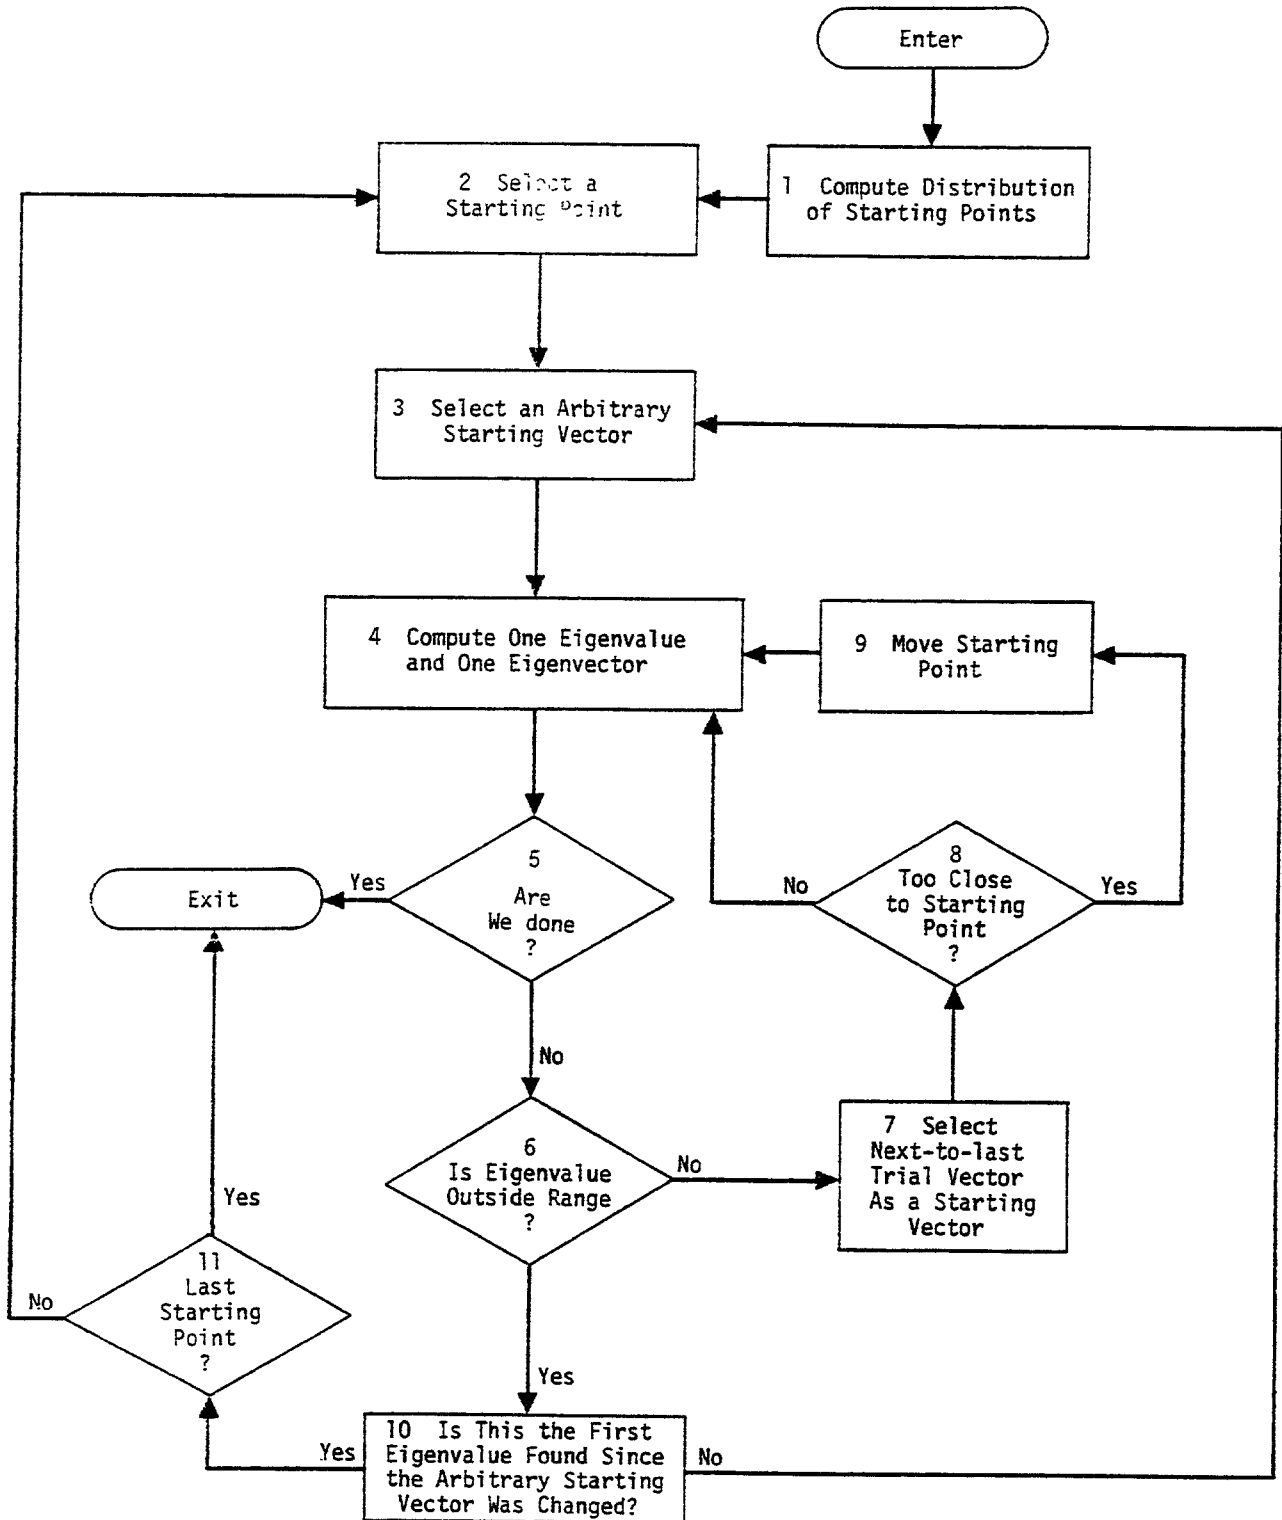 Enter
1 Compute Distribution
of Starting Points
2 Select a
Starting Point
3 Select an Arbitrary
Starting Vector
4 Compute One Eigenvalue
and One Eigenvector
9 Move Starting
Point
5
Are
We done
?
Yes
Exit
No
8
Too Close
to Starting
Point
?
No
Yes
6
Is Eigenvalue
Outside Range
?
No
Yes
7 Select
Next-to-last
Trial Vector
As a Starting
Vector
11
Last
Starting
Point
?
Yes
No
10 Is This the First
Eigenvalue Found Since
the Arbitrary Starting
Vector Was Changed?
Yes
No